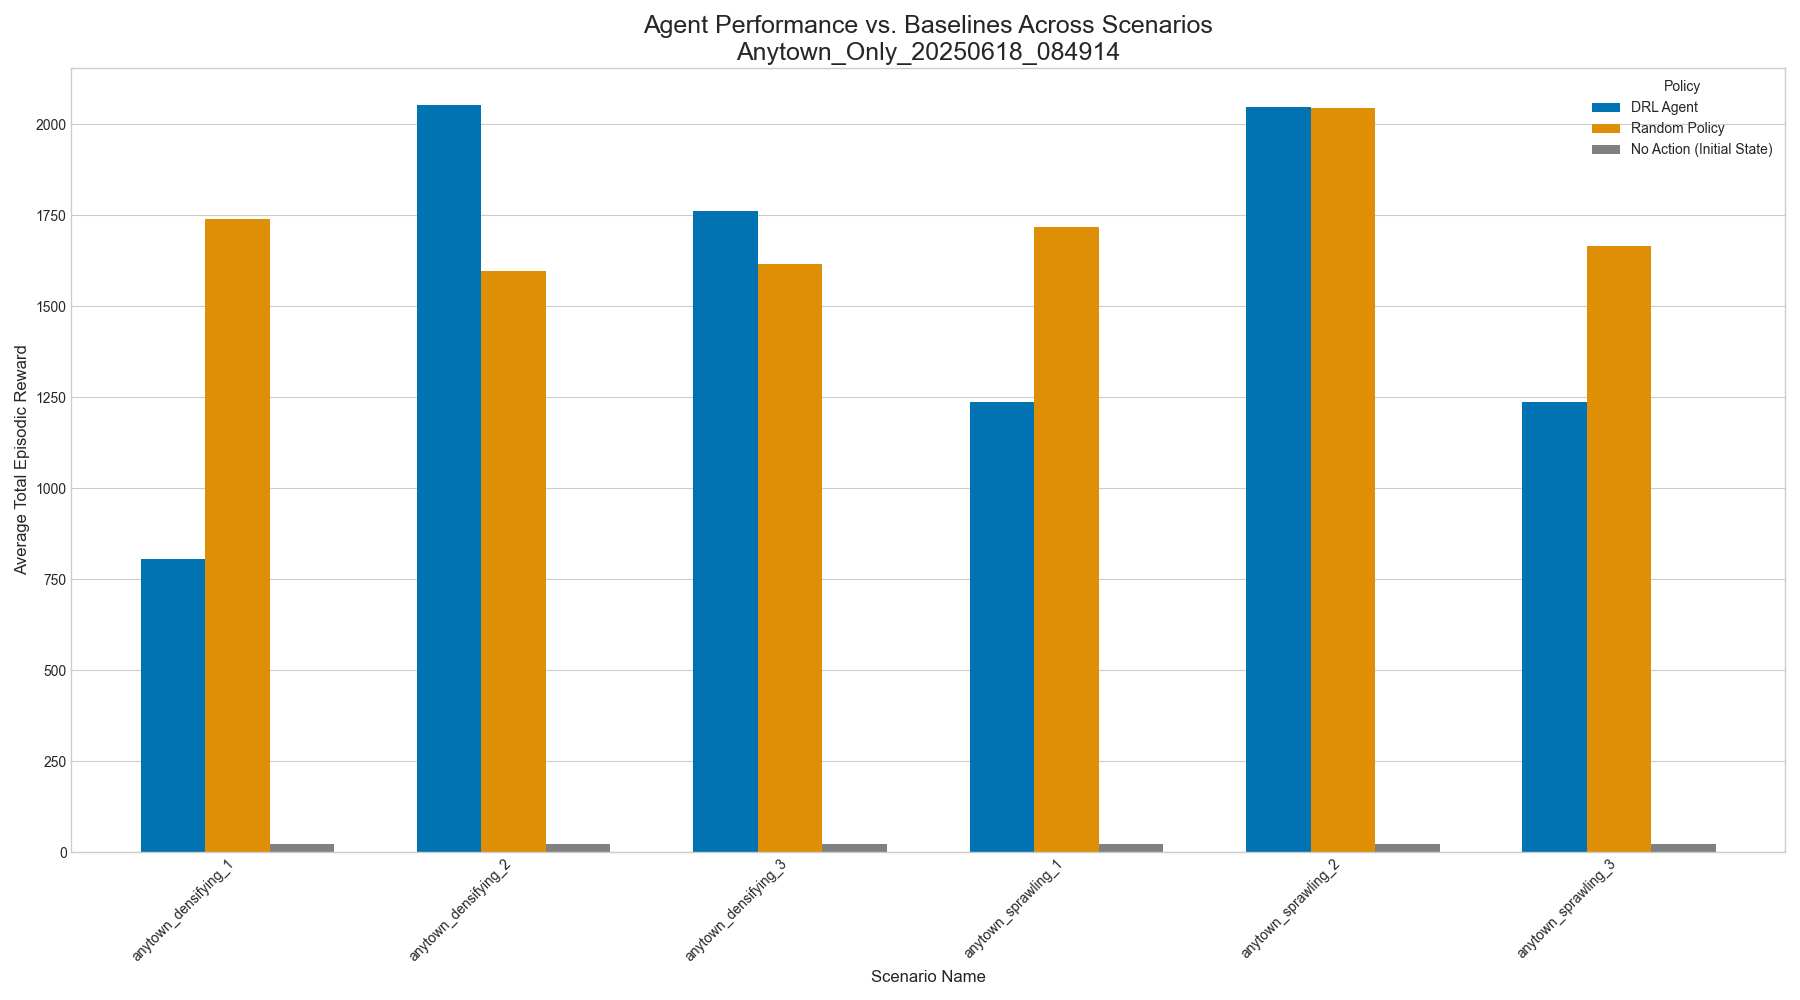 Agent Performance vs. Baselines Across Scenarios
Anytown_Only_20250618_084914
Policy
DRL Agent
Random Policy
No Action (Initial State)
Average Total Episodic Reward
2000
1750
1500
1250
1000
750
500
250
0
anytown_densifying_1
anytown_densifying_2
anytown_densifying_3
anytown_sprawling_1
anytown_sprawling_2
anytown_sprawling_3
Scenario Name